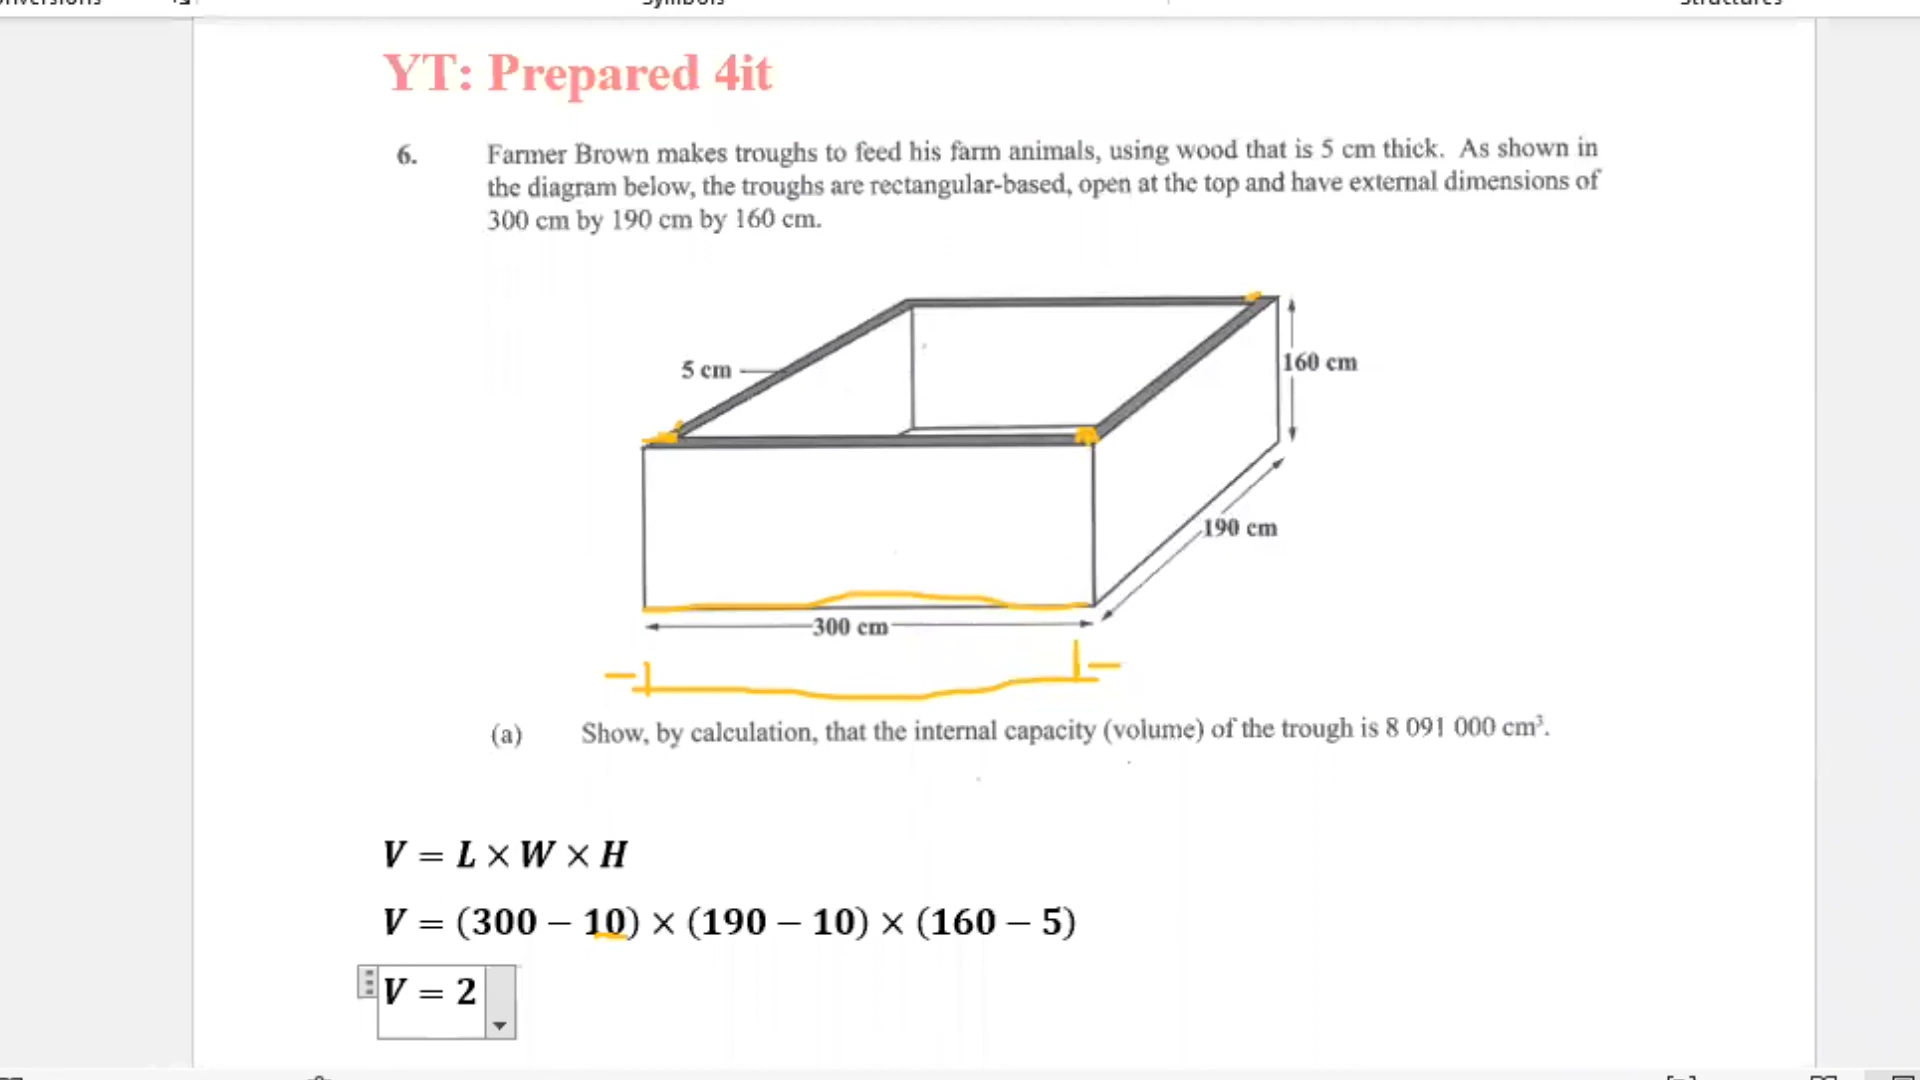 YT: Prepared 4it
6. Farmer Brown makes troughs to feed his farm animals, using wood that is 5 cm thick. As shown in
the diagram below, the troughs are rectangular-based, open at the top and have external dimensions of
300 cm by 190 cm by 160 cm.
5 cm
160 cm
190 cm
300 cm
(a) Show, by calculation, that the internal capacity (volume) of the trough is 8 091 000 cm³.
V = L × W × H
V = (300 − 10) × (190 − 10) × (160 − 5)
V = 2